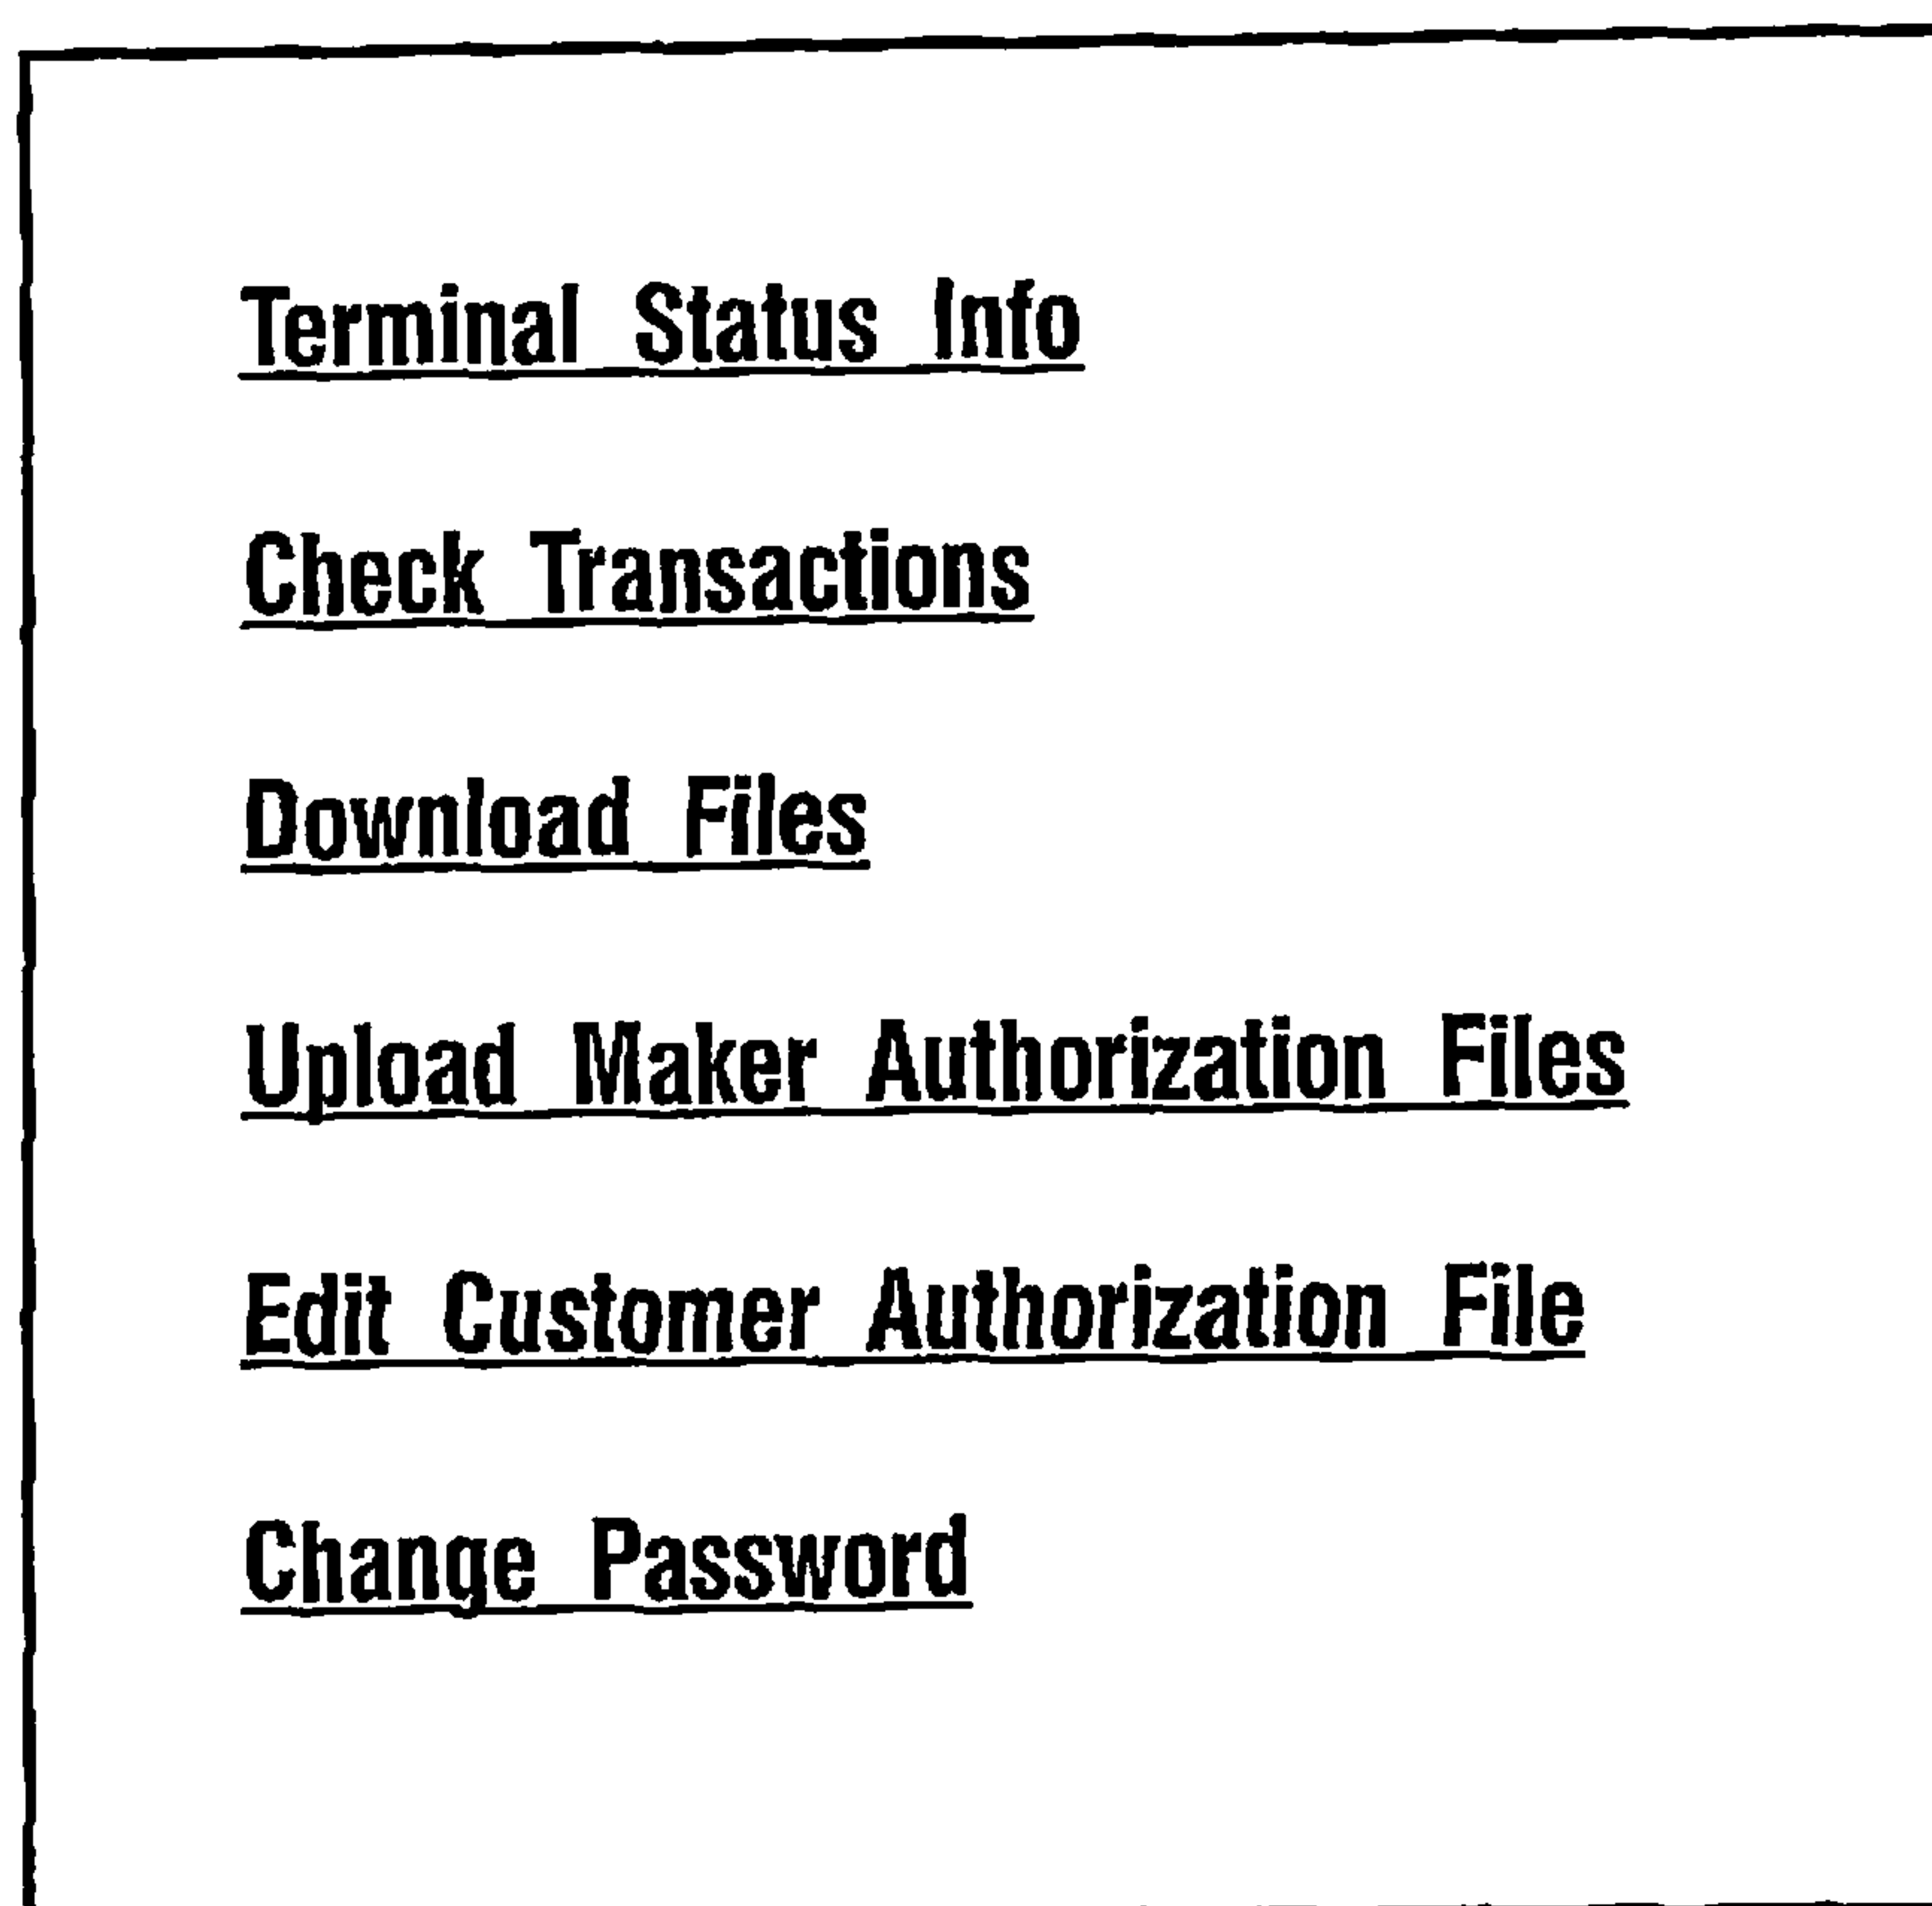 Terminal Status Info
Check Transactions
Download Files
Upload Maker Authorization Files
Edit Customer Authorization File
Change Password